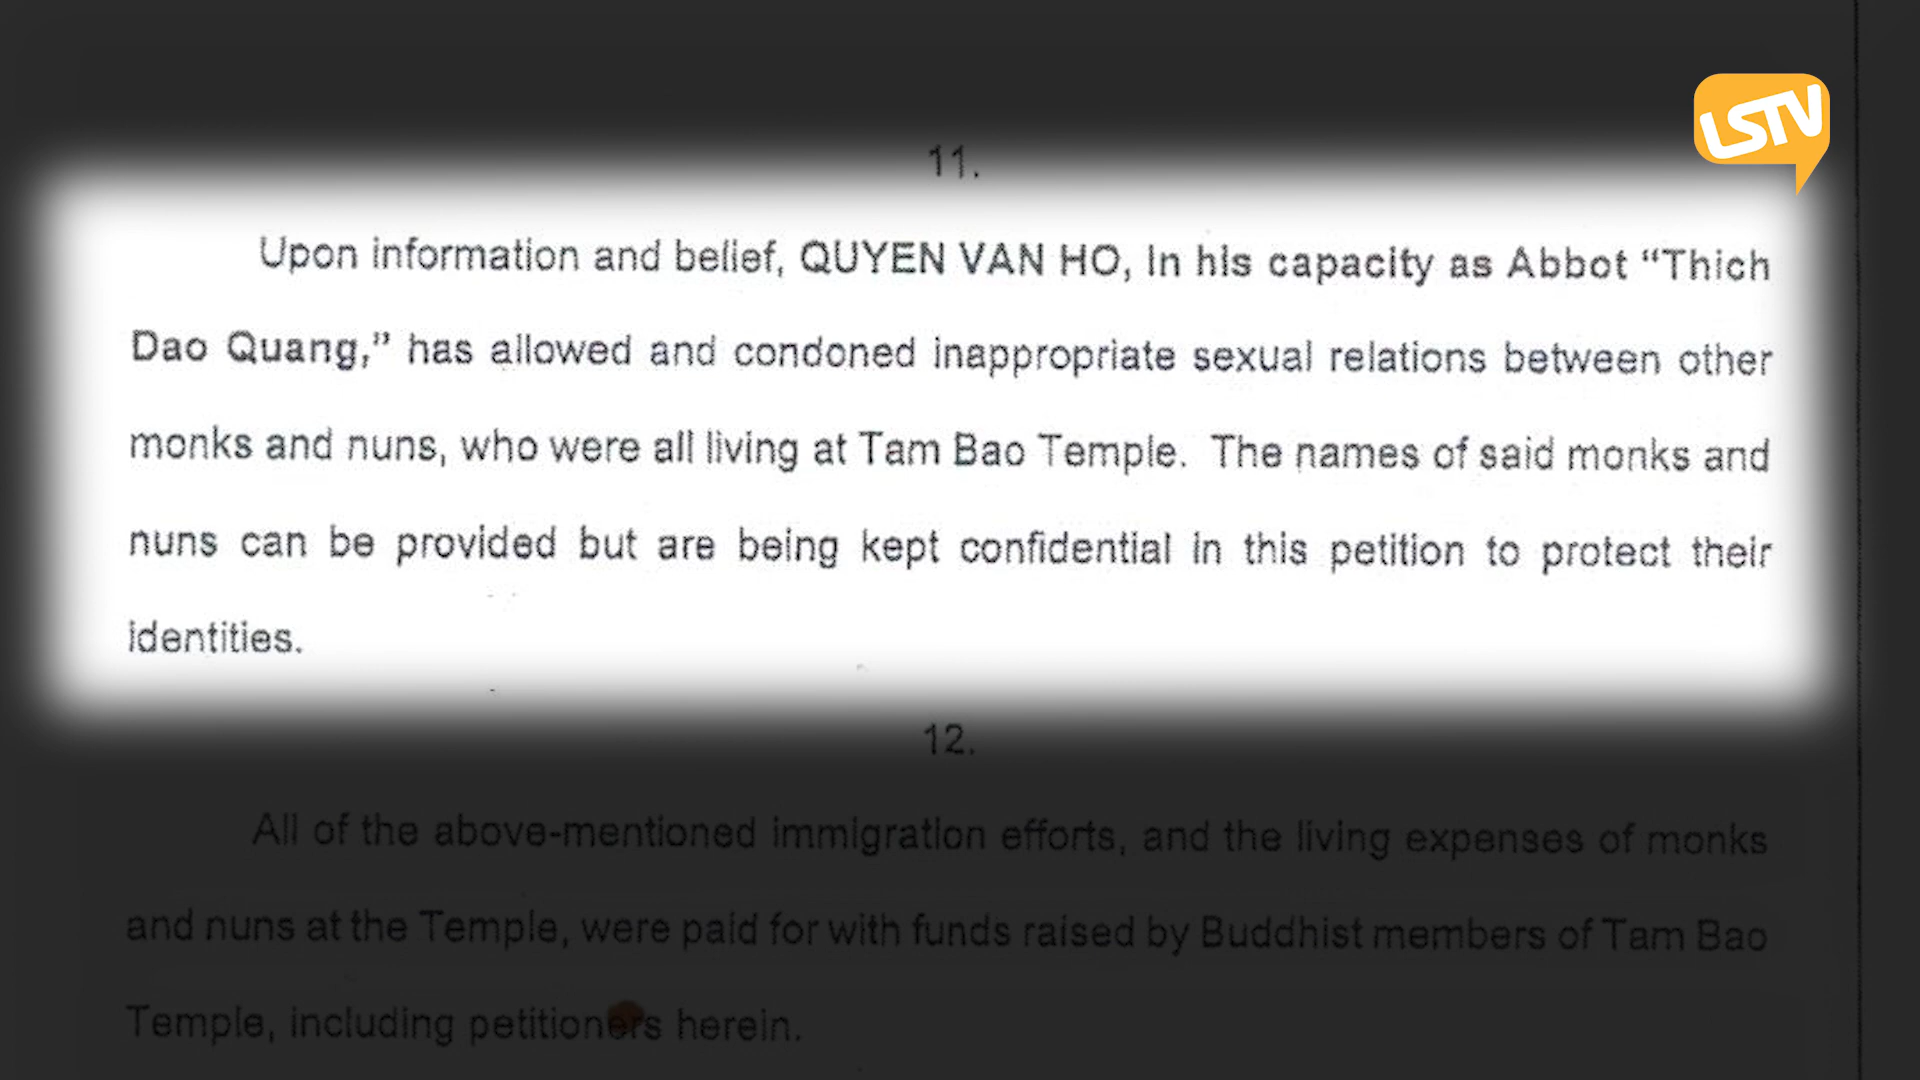 LSTV
11.
Upon information and belief, QUYEN VAN HO, in his capacity as Abbot “Thich
Dao Quang,” has allowed and condoned inappropriate sexual relations between other
monks and nuns, who were all living at Tam Bao Temple. The names of said monks and
nuns can be provided but are being kept confidential in this petition to protect their
identities.
12.
All of the above-mentioned immigration efforts, and the living expenses of monks
and nuns at the Temple, were paid for with funds raised by Buddhist members of Tam Bao
Temple, including petitioners herein.